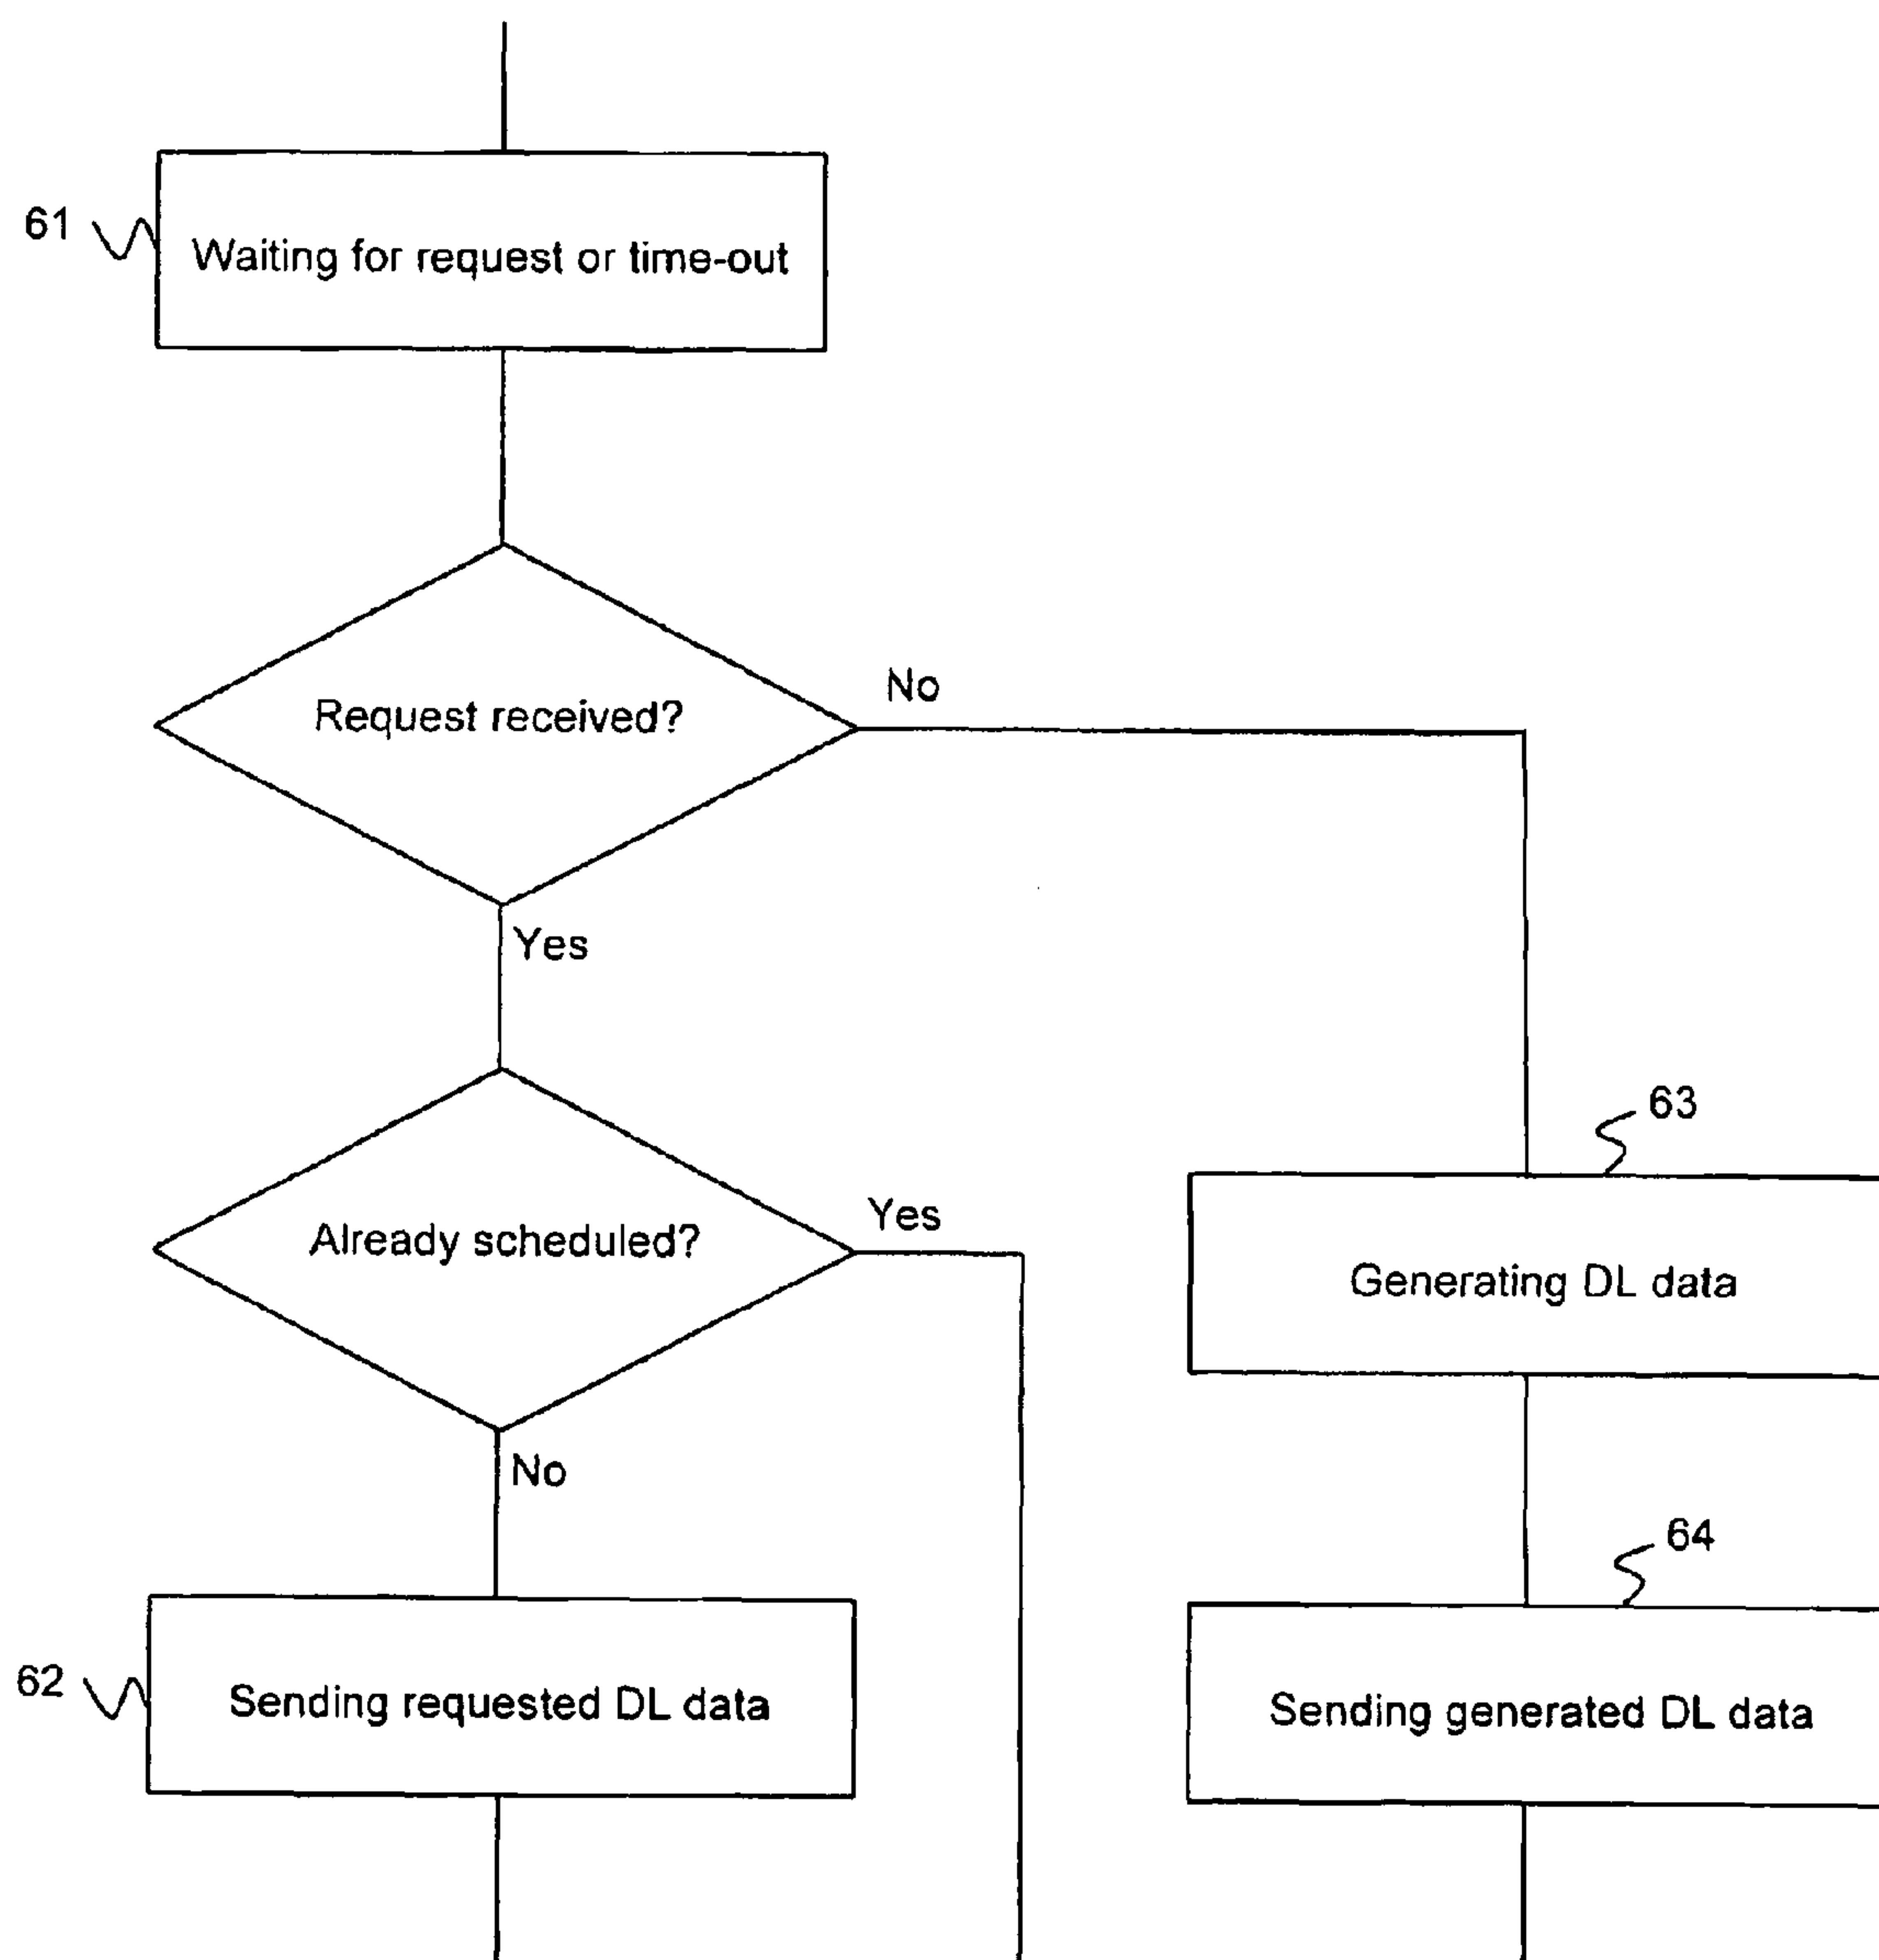 61
Waiting for request or time-out
Request received?
No
Yes
Already scheduled?
Yes
No
63
Generating DL data
62
Sending requested DL data
64
Sending generated DL data